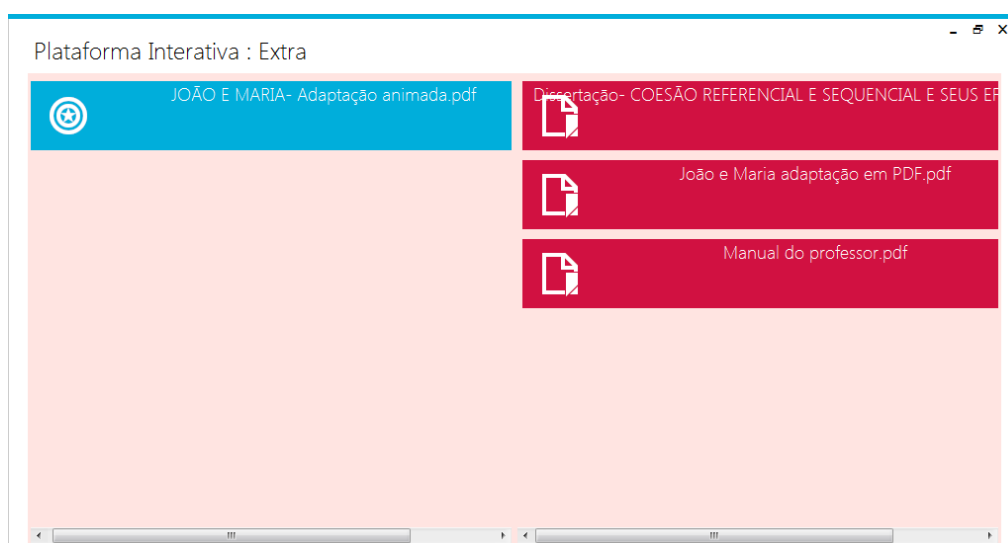 Plataforma Interativa : Extra
JOÃO E MARIA- Adaptação animada.pdf
Dissertação- COESÃO REFERENCIAL E SEQUENCIAL E SEUS EF
João e Maria adaptação em PDF.pdf
Manual do professor.pdf